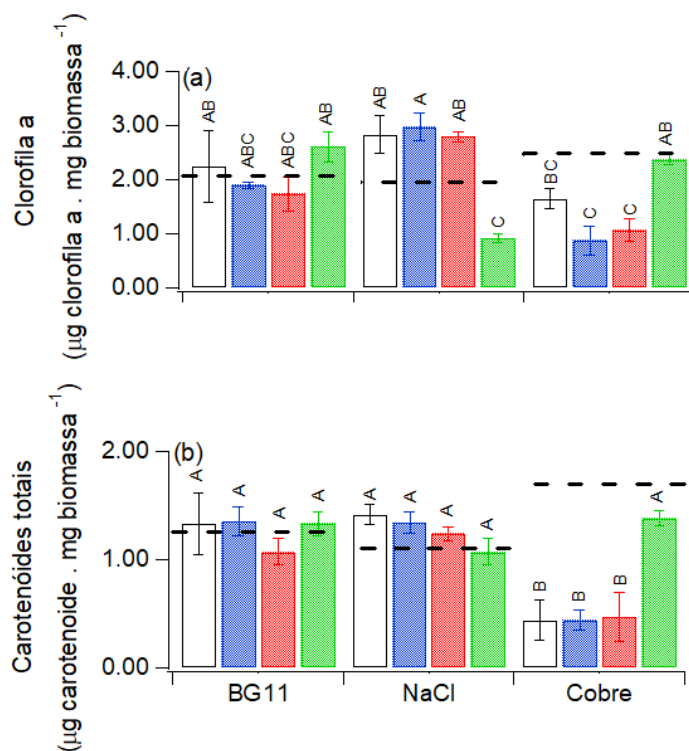 Clorofila a
(µg clorofila a . mg biomassa ⁻¹)
(a)
4.00
3.00
2.00
1.00
0.00
AB ABC ABC AB AB A AB C BC C C AB
Carotenóides totais
(µg carotenoide . mg biomassa ⁻¹)
(b)
2.00
1.00
0.00
A A A A A A A A B B B A
BG11 NaCl Cobre